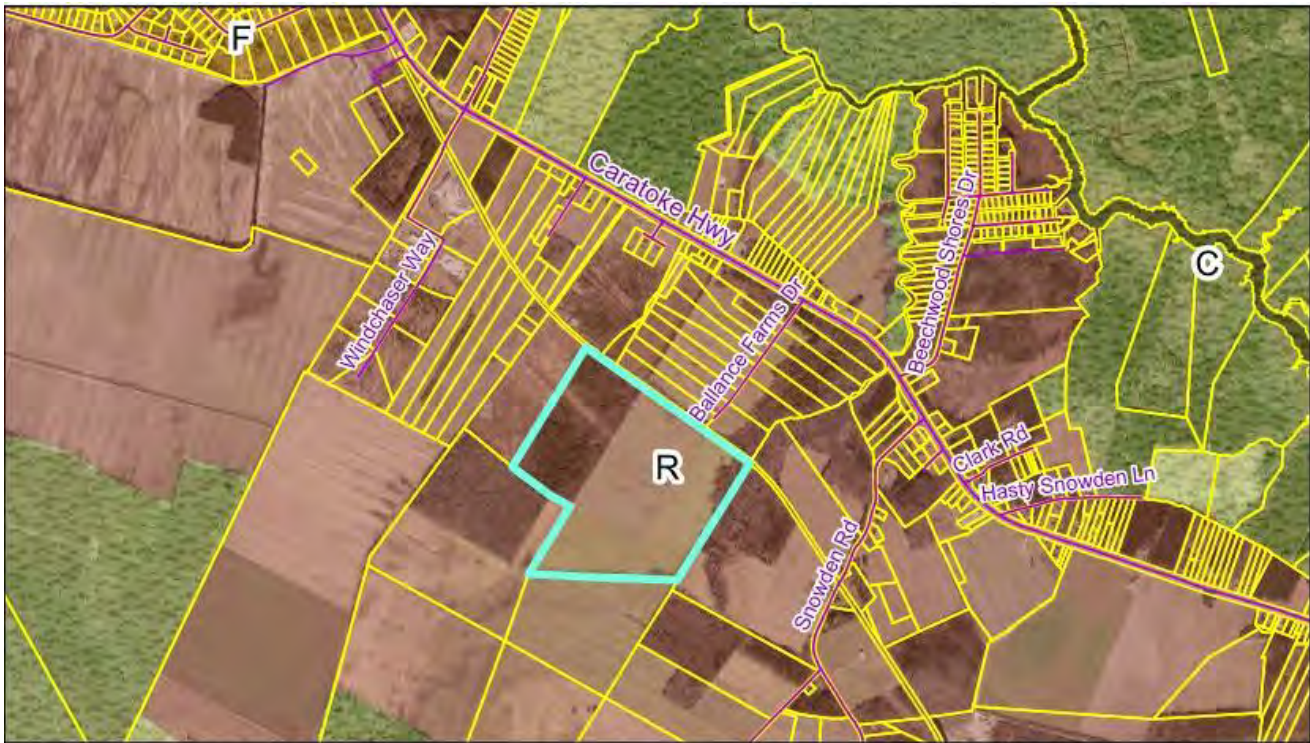 F
Caratoke Hwy
C
Beechwood Shores Dr
Windchaser Way
Ballance Farms Dr
R
Clark Rd
Hasty Snowden Ln
Snowden Rd